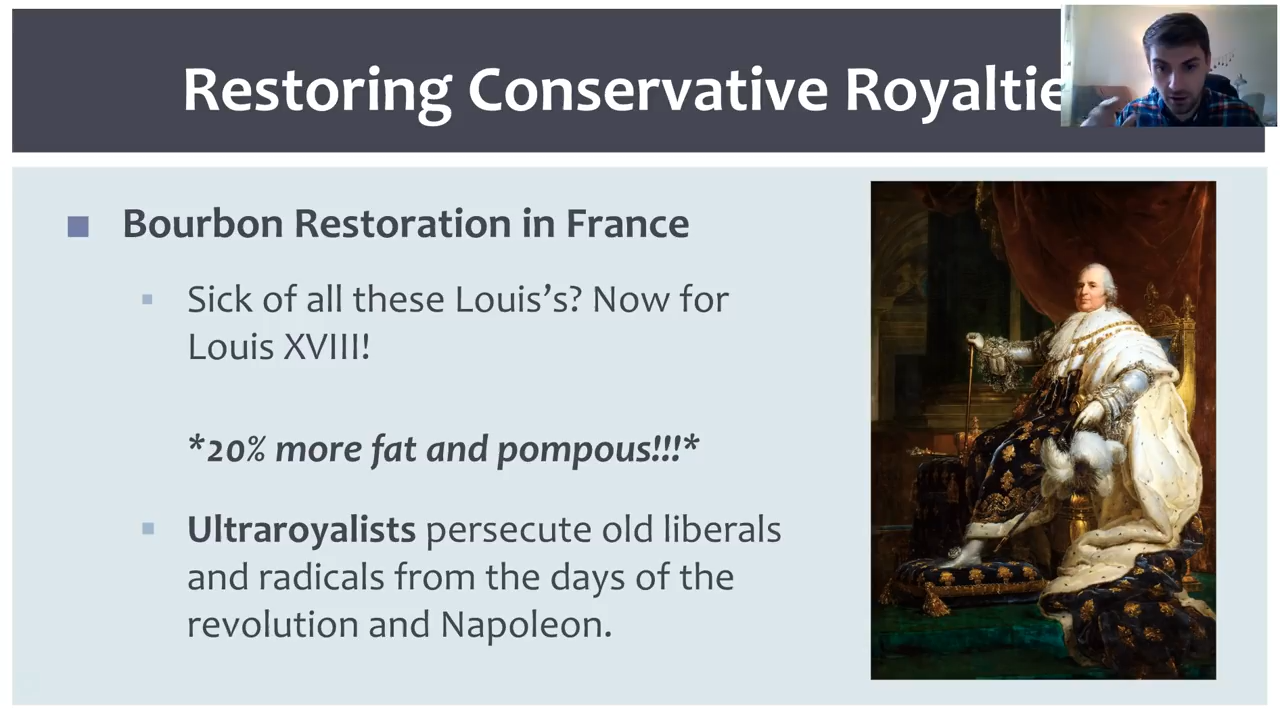 Restoring Conservative Royaltie
Bourbon Restoration in France
Sick of all these Louis's? Now for
Louis XVIII!
*20% more fat and pompous!!!*
Ultraroyalists persecute old liberals
and radicals from the days of the
revolution and Napoleon.